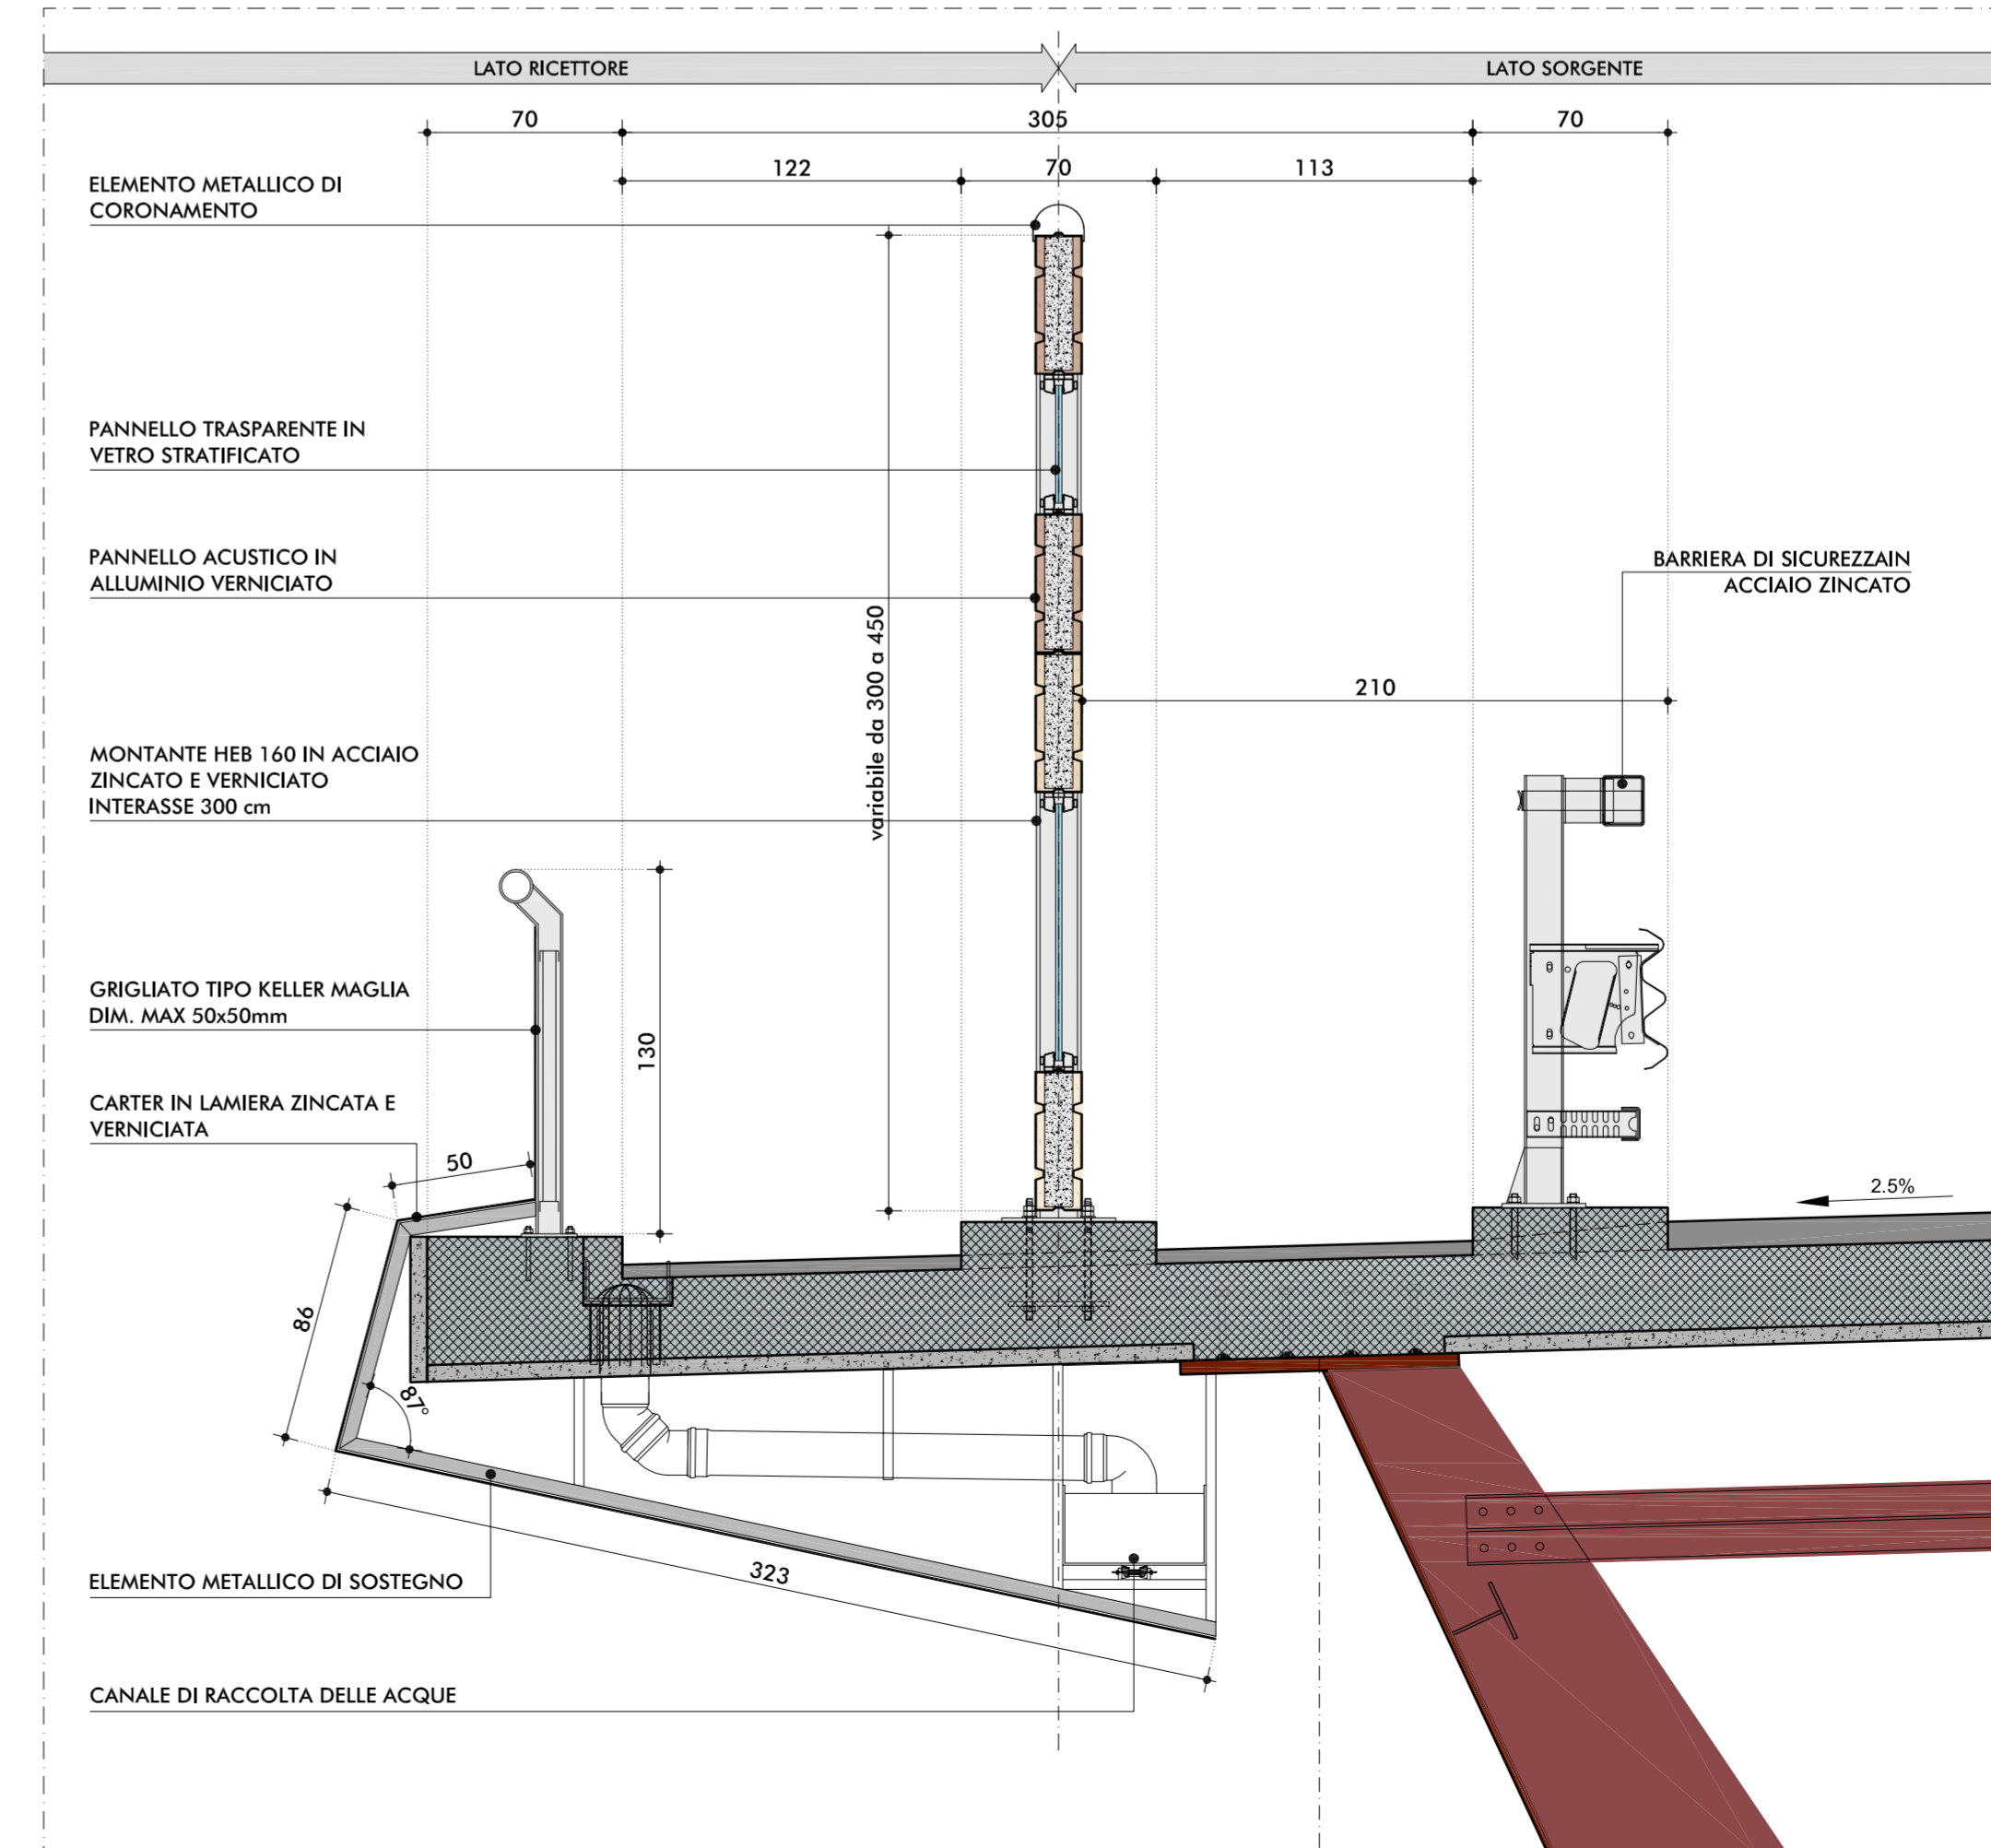 LATO RICETTORE
LATO SORGENTE
70
305
70
122
70
113
ELEMENTO METALLICO DI
CORONAMENTO
PANNELLO TRASPARENTE IN
VETRO STRATIFICATO
PANNELLO ACUSTICO IN
ALLUMINIO VERNICIATO
BARRIERA DI SICUREZZAIN
ACCIAIO ZINCATO
variabile da 300 a 450
210
MONTANTE HEB 160 IN ACCIAIO
ZINCATO E VERNICIATO
INTERASSE 300 cm
GRIGLIATO TIPO KELLER MAGLIA
DIM. MAX 50x50mm
130
CARTER IN LAMIERA ZINCATA E
VERNICIATA
50
2.5%
86
87°
323
ELEMENTO METALLICO DI SOSTEGNO
CANALE DI RACCOLTA DELLE ACQUE